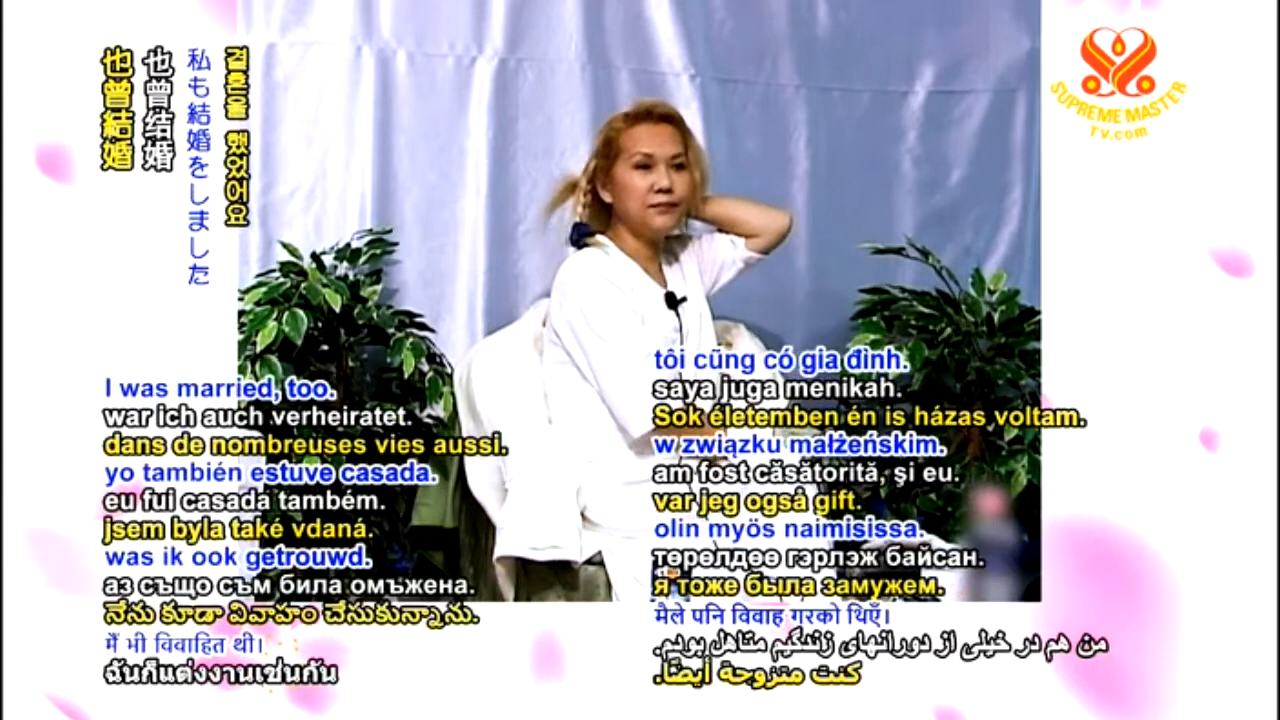 也曾結婚
也曾结婚
私も結婚をしました
결혼을 했었어여
SUPREME MASTER
TV.com
I was married, too.
war ich auch verheiratet.
dans de nombreuses vies aussi.
yo también estuve casada.
eu fui casada também.
jsem byla také vdaná.
was ik ook getrouwd.
аз също съм била омъжена.
నేను కూడా వివాహం చేసుకున్నాను.
मैं भी विवाहित थी।
ฉันก็แต่งงานเช่นกัน
tôi cũng có gia đình.
saya juga menikah.
Sok életemben én is házas voltam.
w związku małżeńskim.
am fost căsătorită, şi eu.
var jeg også gift.
olin myös naimisissa.
төрөлдөө гэрлэж байсан.
я тоже была замужем.
मैले पनि विवाह गरको थिएँ।
من هم در خیلی از دورانهای زندگیم متاهل بودیم.
كنت متزوجة أيضًا.